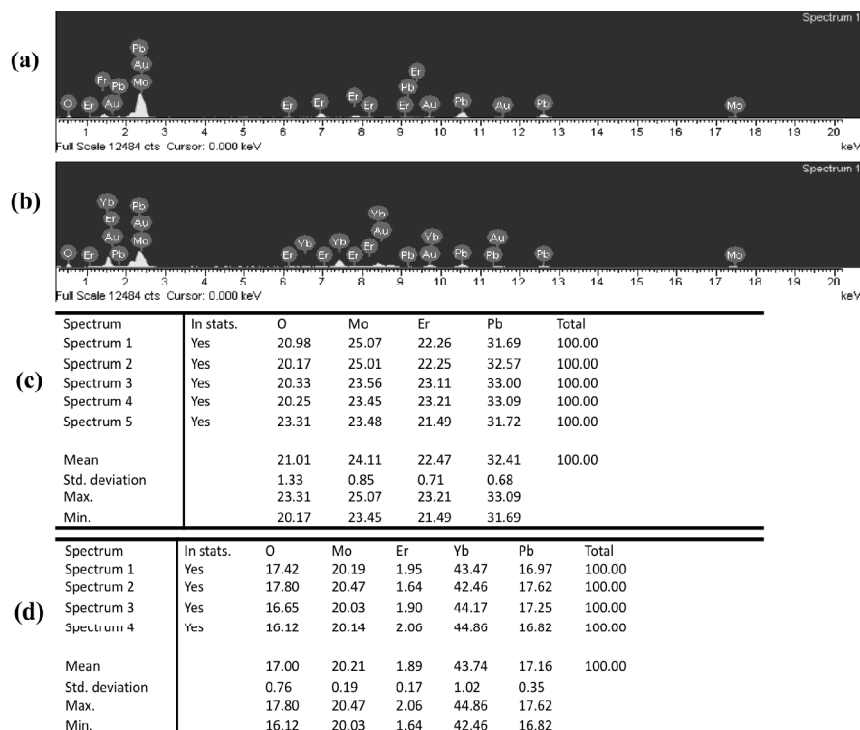 (a)
Spectrum 1
Pb
Au
Mo
Er
Pb
Er
Pb
Er
O
Er
Au
Er
Er
Er
Er
Au
Pb
Au
Pb
Mo
1 2 3 4 5 6 7 8 9 10 11 12 13 14 15 16 17 18 19 20
Full Scale 12484 cts Cursor: 0.000 keV
keV
(b)
Spectrum 1
Yb
Er
Au
Pb
Pb
Au
Mo
O
Er
Er
Yb
Er
Yb
Er
Er
Yb
Au
Pb
Yb
Au
Pb
Au
Pb
Pb
Mo
1 2 3 4 5 6 7 8 9 10 11 12 13 14 15 16 17 18 19 20
Full Scale 12484 cts Cursor: 0.000 keV
keV
(c)
Spectrum In stats. O Mo Er Pb Total
Spectrum 1 Yes 20.98 25.07 22.26 31.69 100.00
Spectrum 2 Yes 20.17 25.01 22.25 32.57 100.00
Spectrum 3 Yes 20.33 23.56 23.11 33.00 100.00
Spectrum 4 Yes 20.25 23.45 23.21 33.09 100.00
Spectrum 5 Yes 23.31 23.48 21.49 31.72 100.00
Mean 21.01 24.11 22.47 32.41 100.00
Std. deviation 1.33 0.85 0.71 0.68
Max. 23.31 25.07 23.21 33.09
Min. 20.17 23.45 21.49 31.69
(d)
Spectrum In stats. O Mo Er Yb Pb Total
Spectrum 1 Yes 17.42 20.19 1.95 43.47 16.97 100.00
Spectrum 2 Yes 17.80 20.47 1.64 42.46 17.62 100.00
Spectrum 3 Yes 16.65 20.03 1.90 44.17 17.25 100.00
Spectrum 4 Yes 16.12 20.14 2.06 44.86 16.82 100.00
Mean 17.00 20.21 1.89 43.74 17.16 100.00
Std. deviation 0.76 0.19 0.17 1.02 0.35
Max. 17.80 20.47 2.06 44.86 17.62
Min. 16.12 20.03 1.64 42.46 16.82